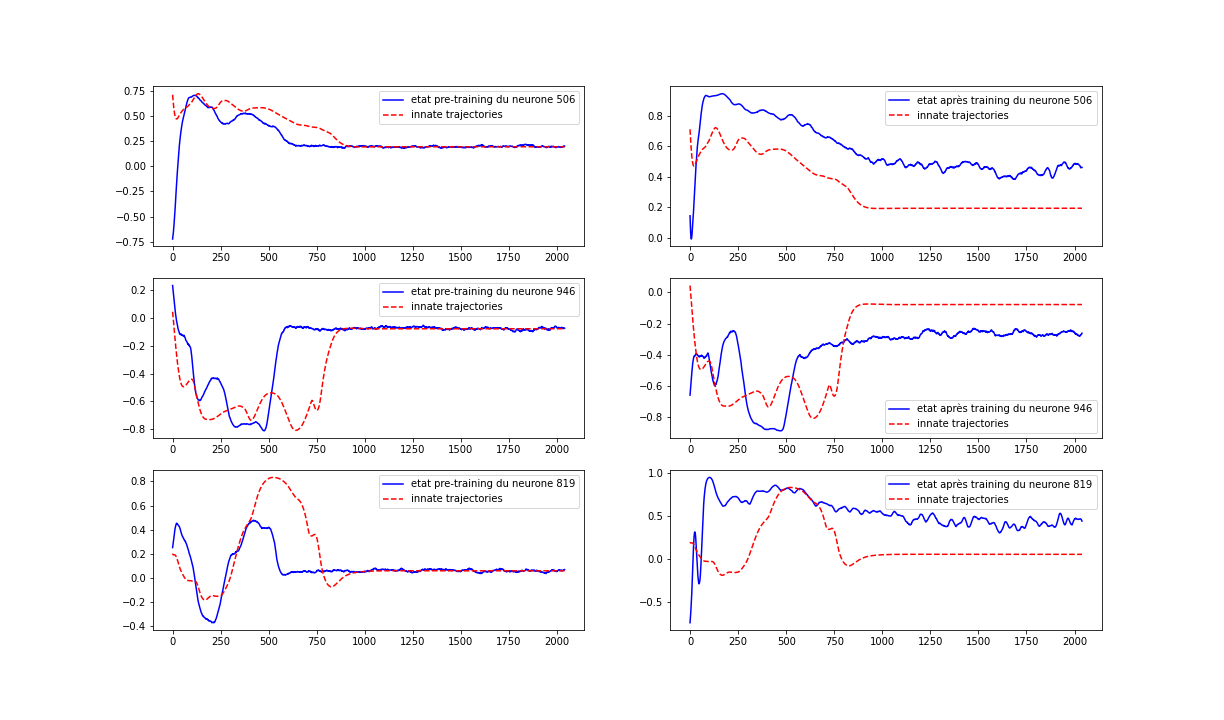 etat pre-training du neurone 506
innate trajectories
0.75
0.50
0.25
0.00
−0.25
−0.50
−0.75
0 250 500 750 1000 1250 1500 1750 2000
etat après training du neurone 506
innate trajectories
0.8
0.6
0.4
0.2
0.0
0 250 500 750 1000 1250 1500 1750 2000
etat pre-training du neurone 946
innate trajectories
0.2
0.0
−0.2
−0.4
−0.6
−0.8
0 250 500 750 1000 1250 1500 1750 2000
etat après training du neurone 946
innate trajectories
0.0
−0.2
−0.4
−0.6
−0.8
0 250 500 750 1000 1250 1500 1750 2000
etat pre-training du neurone 819
innate trajectories
0.8
0.6
0.4
0.2
0.0
−0.2
−0.4
0 250 500 750 1000 1250 1500 1750 2000
etat après training du neurone 819
innate trajectories
1.0
0.5
0.0
−0.5
0 250 500 750 1000 1250 1500 1750 2000